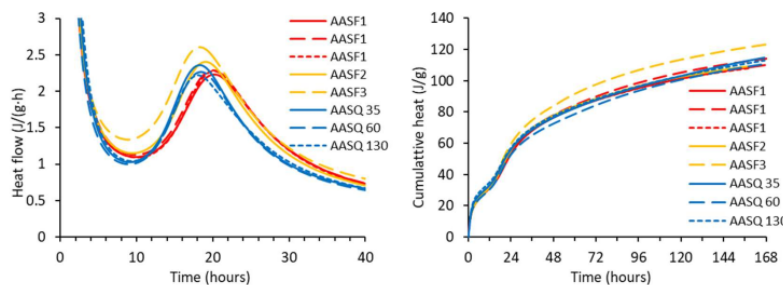 3
2.5
2
1.5
1
0.5
0
Heat flow (J/(g·h)
0 10 20 30 40
Time (hours)
AASF1
AASF1
AASF1
AASF2
AASF3
AASQ 35
AASQ 60
AASQ 130
140
120
100
80
60
40
20
0
Cumulattive heat (J/g)
0 24 48 72 96 120 144 168
Time (hours)
AASF1
AASF1
AASF1
AASF2
AASF3
AASQ 35
AASQ 60
AASQ 130